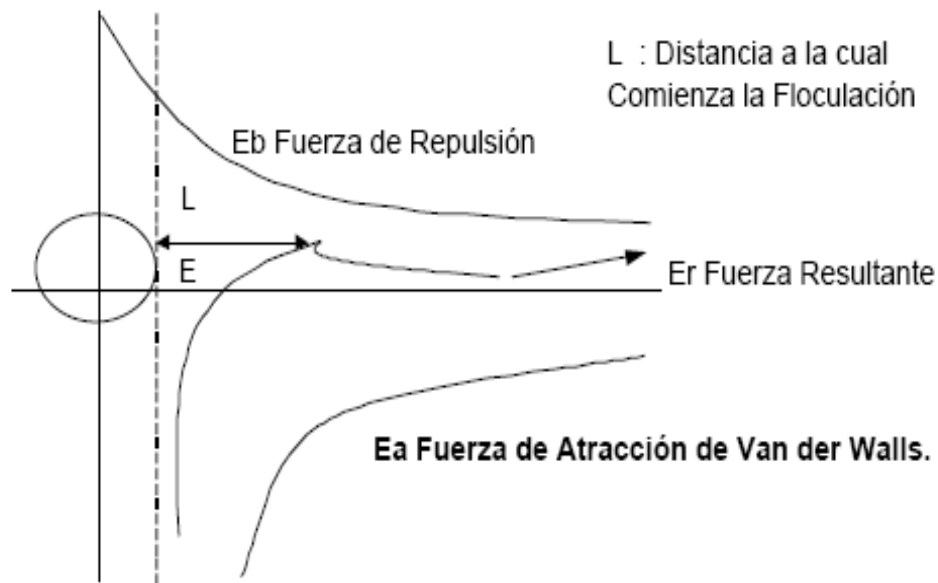 L : Distancia a la cual
Comienza la Floculación
Eb Fuerza de Repulsión
L
E
Er Fuerza Resultante
Ea Fuerza de Atracción de Van der Walls.